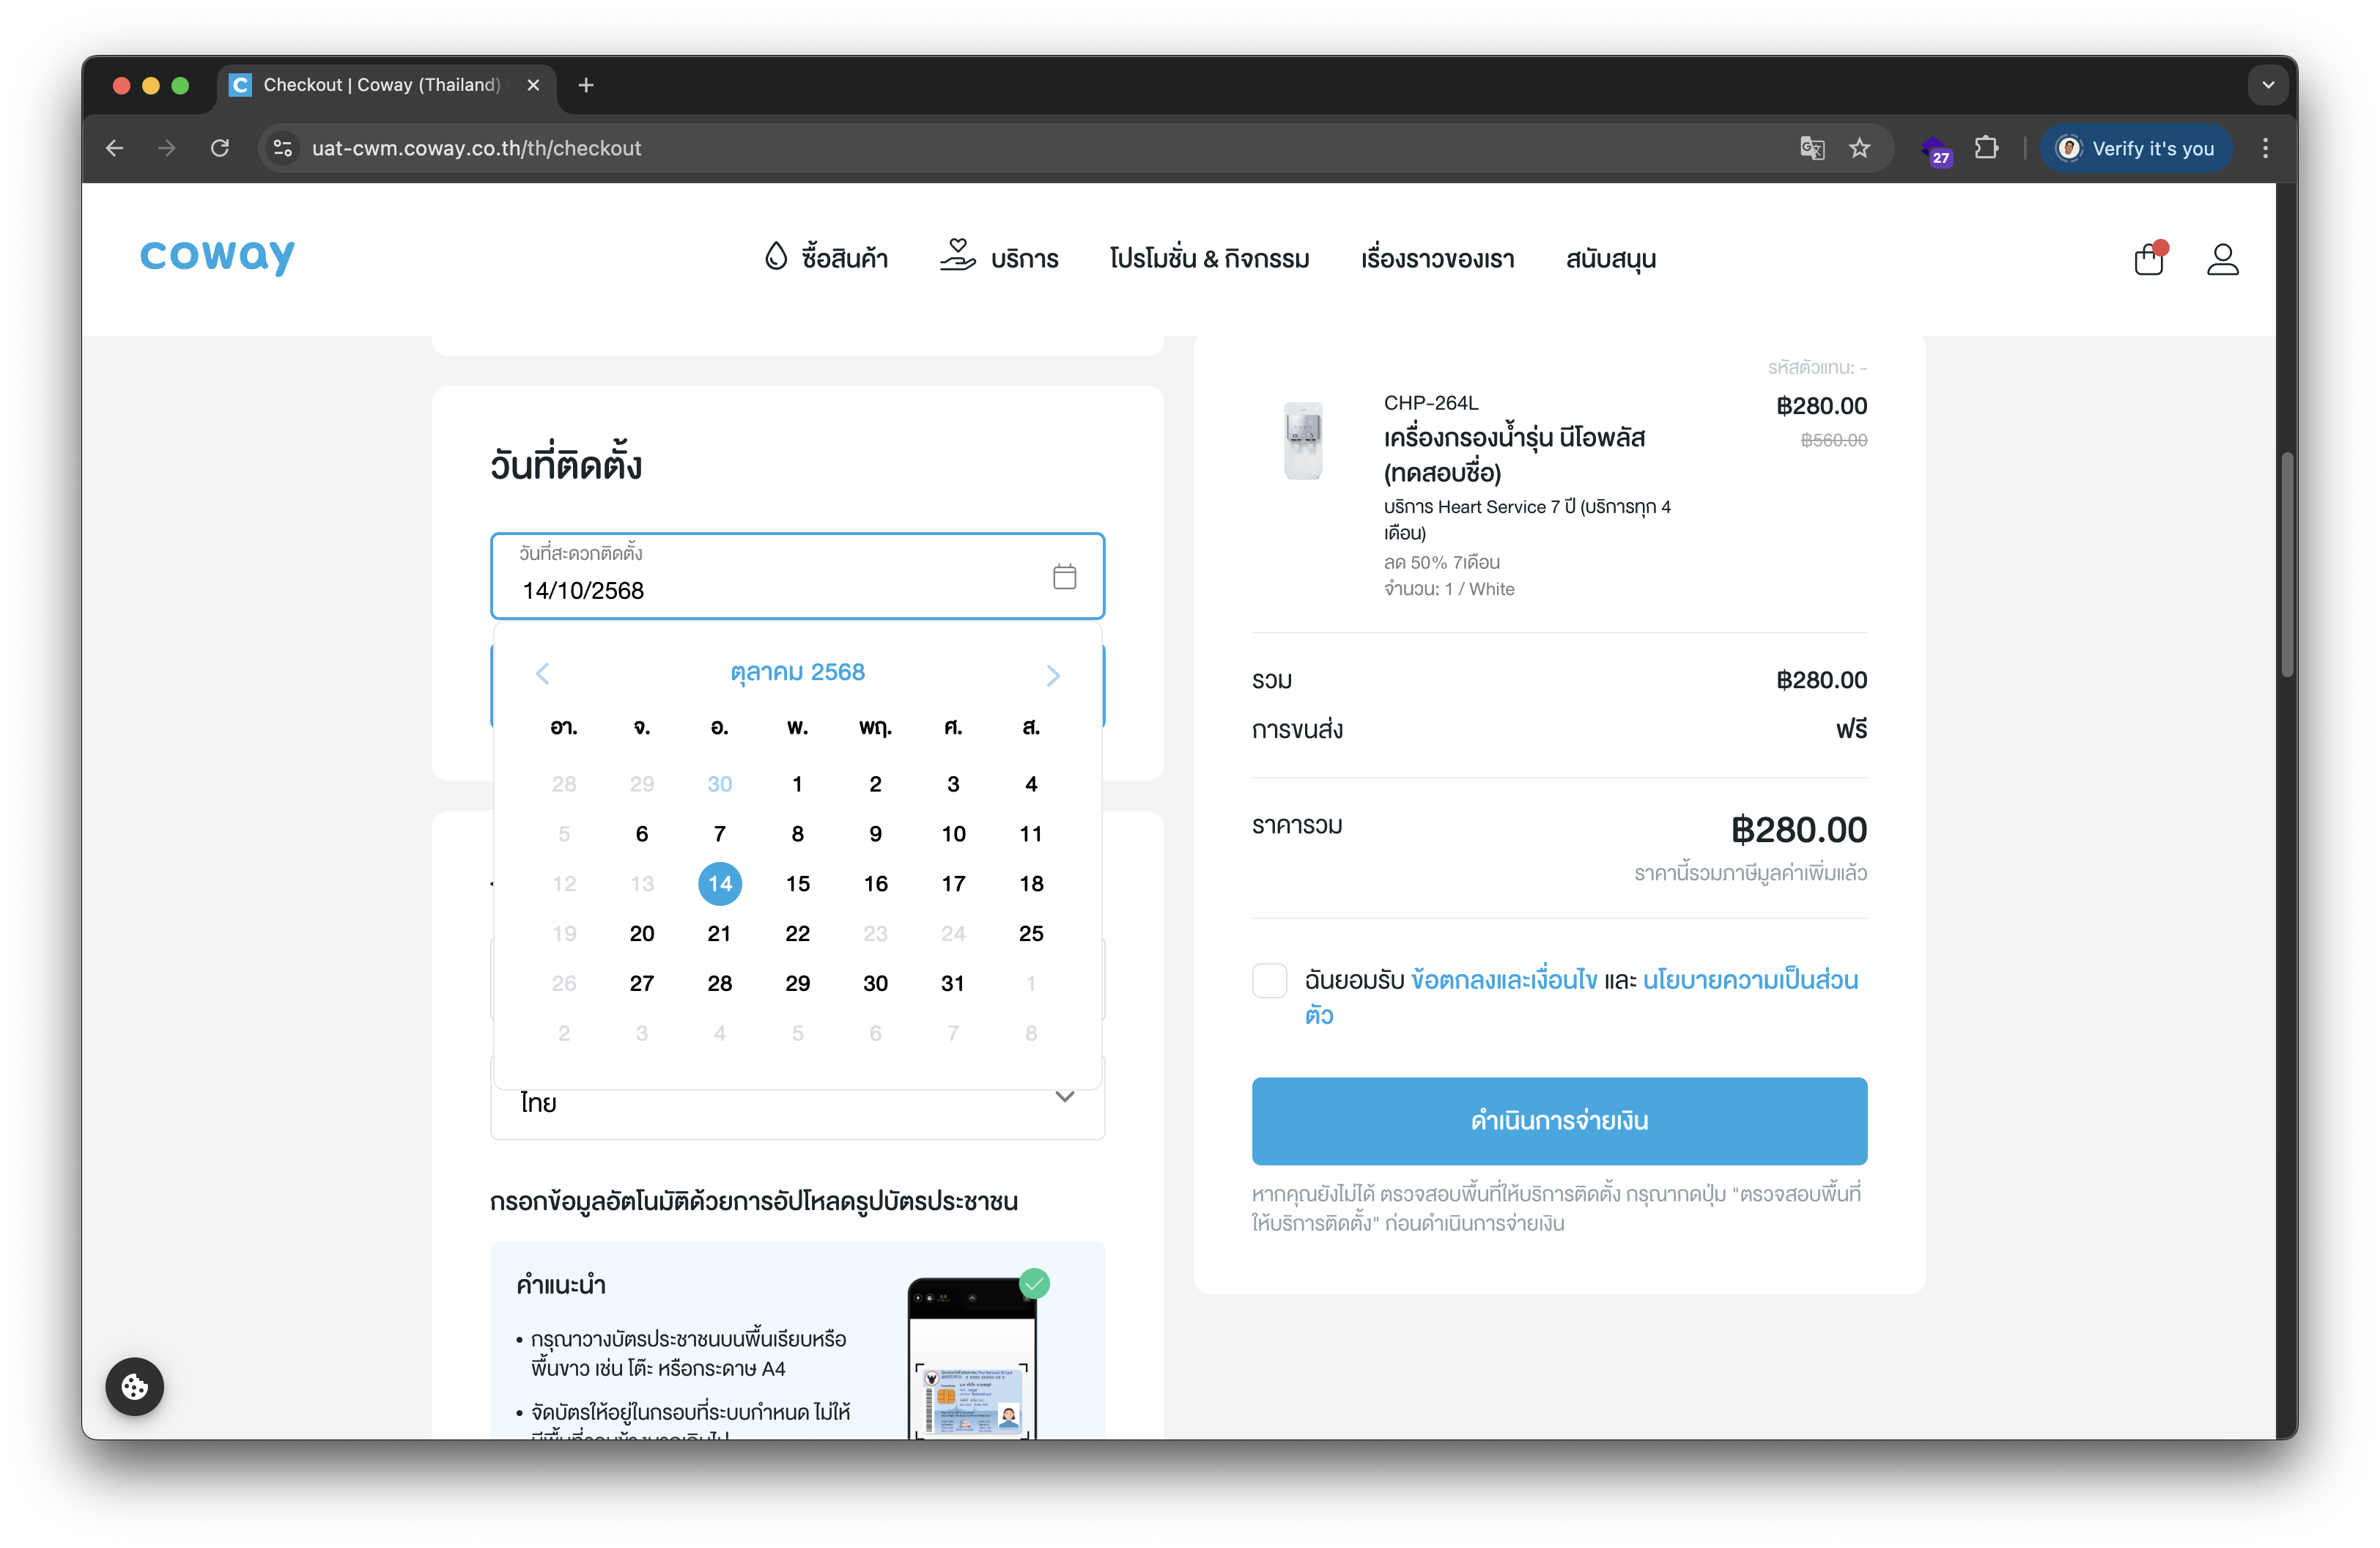 Checkout | Coway (Thailand)
uat-cwm.coway.co.th/th/checkout
27
Verify it's you
coway
ซื้อสินค้า
บริการ
โปรโมชั่น & กิจกรรม
เรื่องราวของเรา
สนับสนุน
วันที่ติดตั้ง
วันที่สะดวกติดตั้ง
14/10/2568
ตุลาคม 2568
อา. จ. อ. พ. พฤ. ศ. ส.
28 29 30 1 2 3 4
5 6 7 8 9 10 11
12 13 14 15 16 17 18
19 20 21 22 23 24 25
26 27 28 29 30 31 1
2 3 4 5 6 7 8
ไทย
กรอกข้อมูลอัตโนมัติด้วยการอัปโหลดรูปบัตรประชาชน
คำแนะนำ
• กรุณาวางบัตรประชาชนบนพื้นเรียบหรือ
พื้นขาว เช่น โต๊ะ หรือกระดาษ A4
• จัดบัตรให้อยู่ในกรอบที่ระบบกำหนด ไม่ให้
รหัสตัวแทน: -
CHP-264L
฿280.00
เครื่องกรองน้ำรุ่น นีโอพลัส
฿560.00
(ทดสอบชื่อ)
บริการ Heart Service 7 ปี (บริการทุก 4
เดือน)
ลด 50% 7เดือน
จำนวน: 1 / White
รวม ฿280.00
การขนส่ง ฟรี
ราคารวม ฿280.00
ราคานี้รวมภาษีมูลค่าเพิ่มแล้ว
ฉันยอมรับ ข้อตกลงและเงื่อนไข และ นโยบายความเป็นส่วน
ตัว
ดำเนินการจ่ายเงิน
หากคุณยังไม่ได้ ตรวจสอบพื้นที่ให้บริการติดตั้ง กรุณากดปุ่ม "ตรวจสอบพื้นที่
ให้บริการติดตั้ง" ก่อนดำเนินการจ่ายเงิน